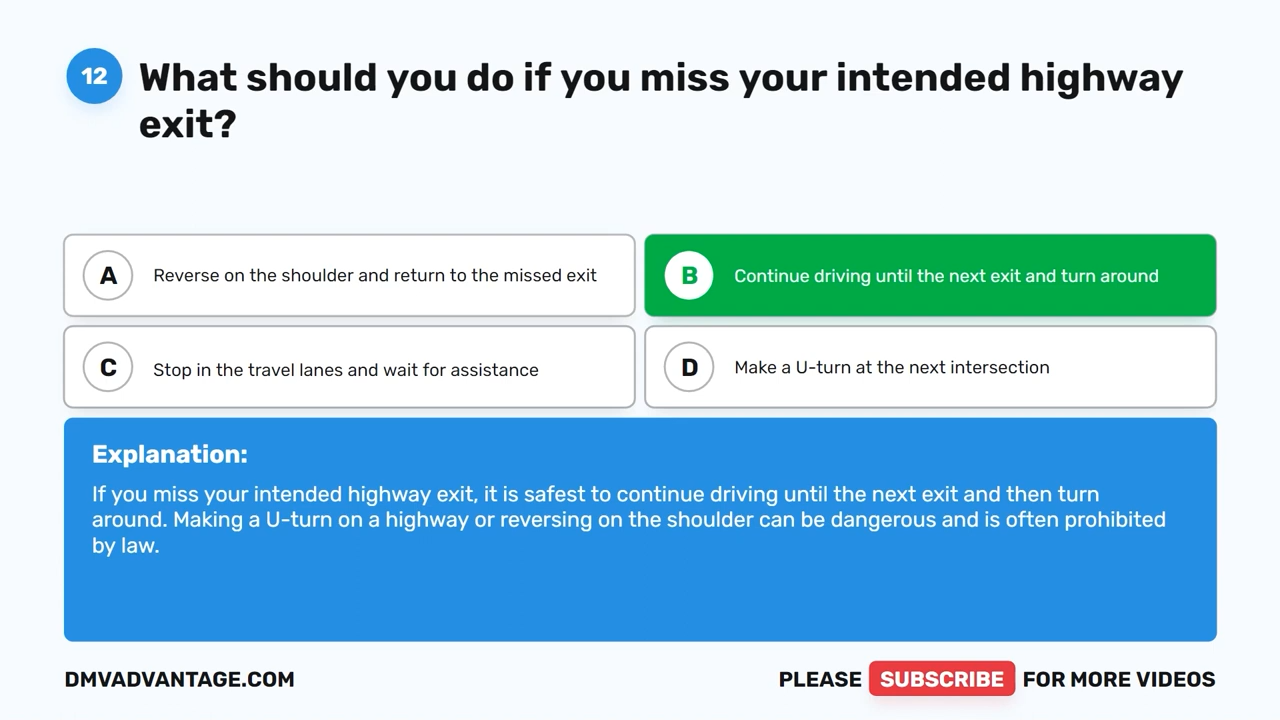 12
What should you do if you miss your intended highway
exit?
A
Reverse on the shoulder and return to the missed exit
B
Continue driving until the next exit and turn around
C
Stop in the travel lanes and wait for assistance
D
Make a U-turn at the next intersection
Explanation:
If you miss your intended highway exit, it is safest to continue driving until the next exit and then turn
around. Making a U-turn on a highway or reversing on the shoulder can be dangerous and is often prohibited
by law.
DMVADVANTAGE.COM
PLEASE SUBSCRIBE FOR MORE VIDEOS